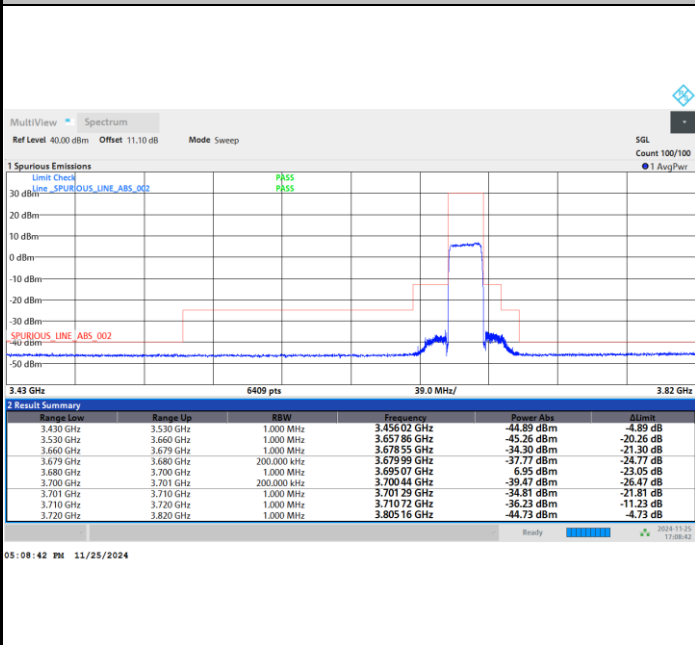 MultiView Spectrum
Ref Level 40.00 dBm Offset 11.10 dB Mode Sweep SGL
Count 100/100
1 Spurious Emissions 1 AvgPwr
Limit Check PASS
Line _SPURIOUS_LINE_ABS_002 PASS
30 dBm
20 dBm
10 dBm
0 dBm
-10 dBm
-20 dBm
-30 dBm
SPURIOUS_LINE_ABS_002
-40 dBm
-50 dBm
3.43 GHz 6409 pts 39.0 MHz/ 3.82 GHz
2 Result Summary
Range Low Range Up RBW Frequency Power Abs ΔLimit
3.430 GHz 3.530 GHz 1.000 MHz 3.456 02 GHz -44.89 dBm -4.89 dB
3.530 GHz 3.660 GHz 1.000 MHz 3.657 86 GHz -45.26 dBm -20.26 dB
3.660 GHz 3.679 GHz 1.000 MHz 3.678 55 GHz -34.30 dBm -21.30 dB
3.679 GHz 3.680 GHz 200.000 kHz 3.679 99 GHz -37.77 dBm -24.77 dB
3.680 GHz 3.700 GHz 1.000 MHz 3.695 07 GHz 6.95 dBm -23.05 dB
3.700 GHz 3.701 GHz 200.000 kHz 3.700 44 GHz -39.47 dBm -26.47 dB
3.701 GHz 3.710 GHz 1.000 MHz 3.701 29 GHz -34.81 dBm -21.81 dB
3.710 GHz 3.720 GHz 1.000 MHz 3.710 72 GHz -36.23 dBm -11.23 dB
3.720 GHz 3.820 GHz 1.000 MHz 3.805 16 GHz -44.73 dBm -4.73 dB
Ready 2024-11-25
17:08:42
05:08:42 PM 11/25/2024